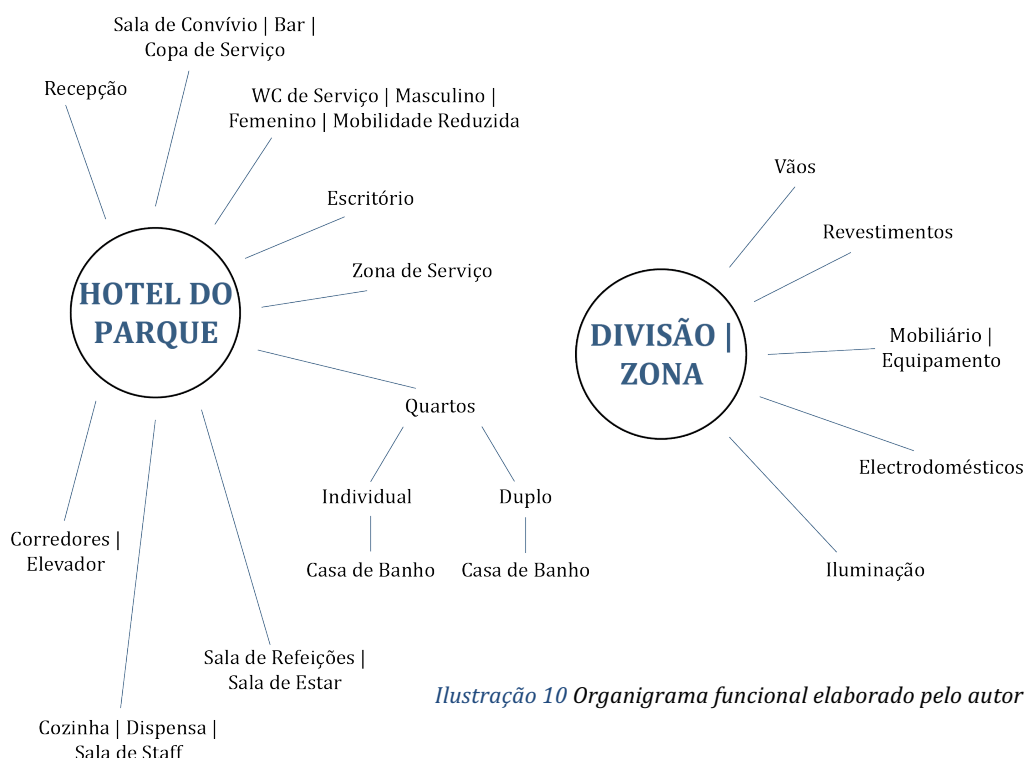 Sala de Convívio | Bar |
Copa de Serviço
Recepção
WC de Serviço | Masculino |
Femenino | Mobilidade Reduzida
Escritório
Zona de Serviço
HOTEL DO
PARQUE
Quartos
Individual
Duplo
Casa de Banho
Casa de Banho
Corredores |
Elevador
Sala de Refeições |
Sala de Estar
Cozinha | Dispensa |
Sala de Staff
Vãos
Revestimentos
DIVISÃO |
ZONA
Mobiliário |
Equipamento
Electrodomésticos
Iluminação
Ilustração 10 Organigrama funcional elaborado pelo autor